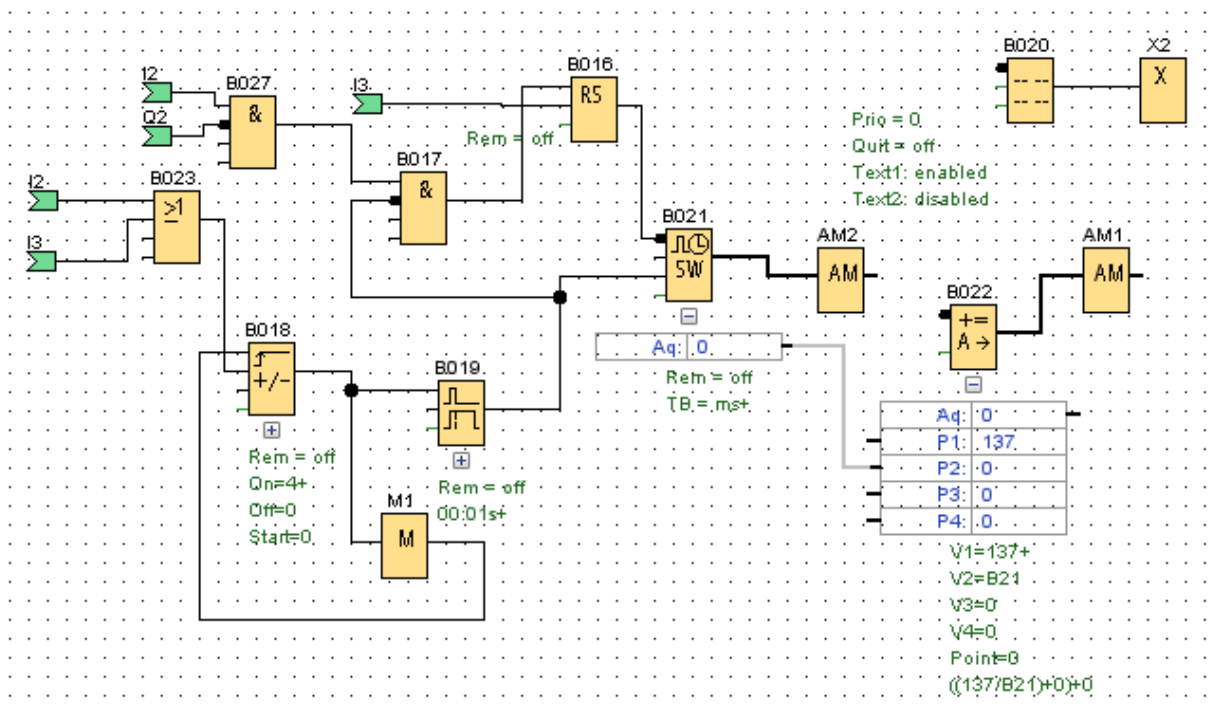 B020
X2
-- --
-- --
X
Prio = 0
Quit = off
Text1: enabled
Text2: disabled
B016
RS
I3
Rem = off
I2
B027
&
Q2
B017
&
I2
B023
≥1
I3
B021
SW
AM2
AM
AM1
AM
B022
+=
A →
Aq: 0
Rem = off
TB = ms+
B018
+/-
Rem = off
On=4+
Off=0
Start=0
B019
Rem = off
00:01s+
M1
M
Aq: 0
P1: 137
P2: 0
P3: 0
P4: 0
V1=137+
V2=B21
V3=0
V4=0
Point=0
((137/B21)+0)+0